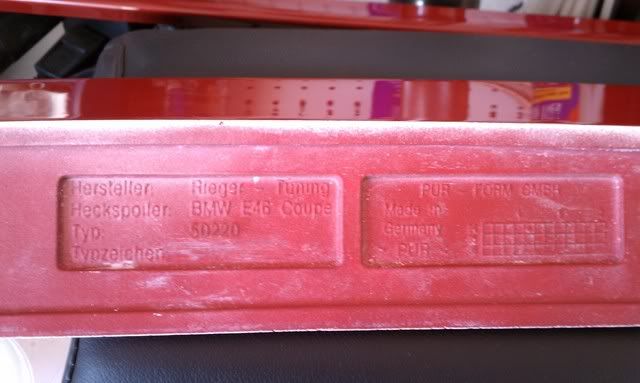 Hersteller: Rieger - Tuning
Heckspoiler: BMW E46 Coupe
Typ: 50220
Typzeichen:
PUR - FORM GMBH
Made in
Germany
PUR